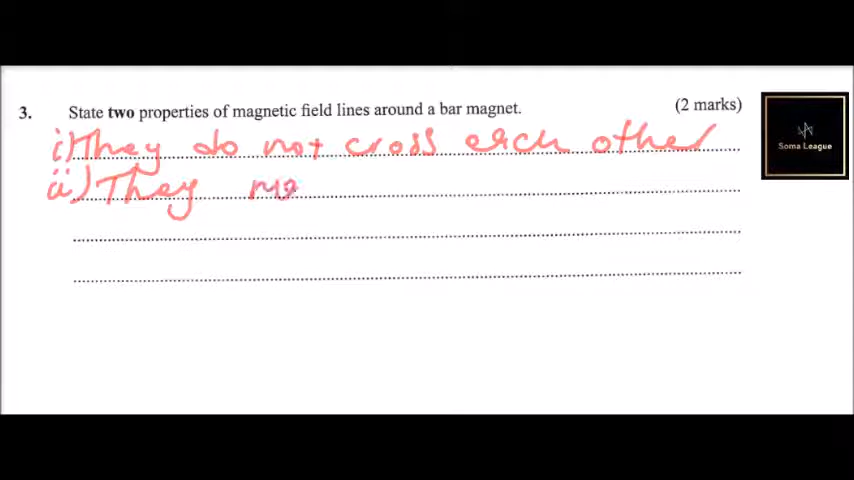 3. State two properties of magnetic field lines around a bar magnet. (2 marks)
i) They do not cross each other
ii) They
Soma League